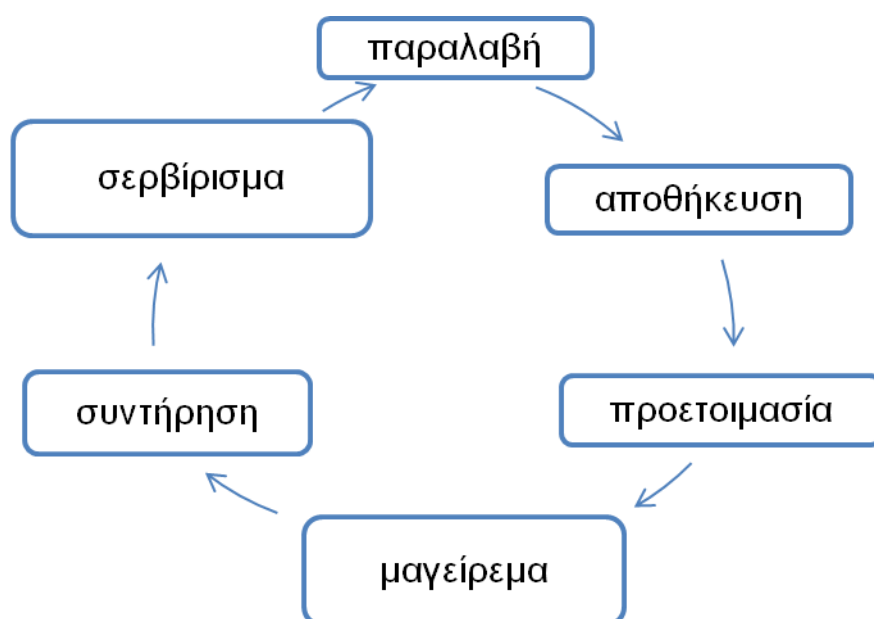 παραλαβή
αποθήκευση
προετοιμασία
μαγείρεμα
συντήρηση
σερβίρισμα